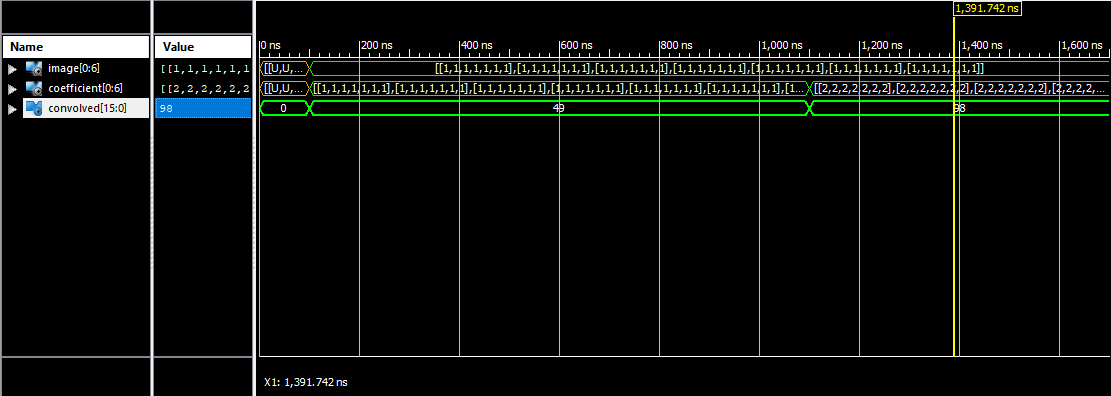 1,391.742 ns
Name Value
0 ns 200 ns 400 ns 600 ns 800 ns 1,000 ns 1,200 ns 1,400 ns 1,600 ns
image[0:6] [[1,1,1,1,1,1 [[U,U,... [[1,1,1,1,1,1,1],[1,1,1,1,1,1,1],[1,1,1,1,1,1,1],[1,1,1,1,1,1,1],[1,1,1,1,1,1,1],[1,1,1,1,1,1,1],[1,1,1,1,1,1,1]]
coefficient[0:6] [[2,2,2,2,2,2 [[U,U,... [[1,1,1,1,1,1,1],[1,1,1,1,1,1,1],[1,1,1,1,1,1,1],[1,1,1,1,1,1,1],[1,1,1,1,1,1,1],[1,1,1,1,1,1,1],[1... [[2,2,2,2,2,2,2],[2,2,2,2,2,2,2],[2,2,2,2,2,2,2],[2,2,2,2,...
convolved[15:0] 98 0 49 98
X1: 1,391.742 ns